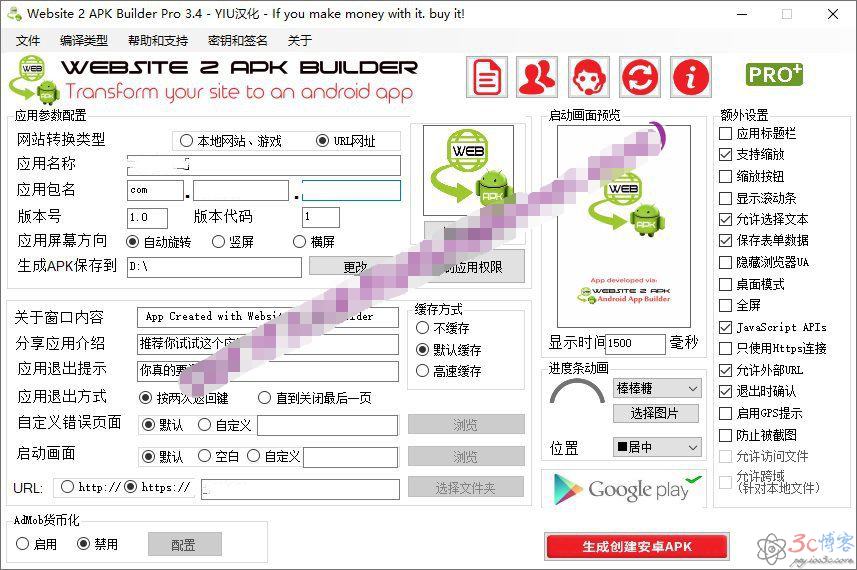 Website 2 APK Builder Pro 3.4 - YIU汉化 - If you make money with it. buy it!
文件 编译类型 帮助和支持 密钥和签名 关于
WEB
APK
WEBSITE 2 APK BUILDER
Transform your site to an android app
PRO+
应用参数配置
网站转换类型 本地网站、游戏 URL网址
应用名称
应用包名 com . .
版本号 1.0 版本代码 1
应用屏幕方向 自动旋转 竖屏 横屏
生成APK保存到 D:\ 更改
应用权限
WEB
APK
关于窗口内容 App Created with
分享应用介绍 推荐你试试这个
应用退出提示 你真的要
应用退出方式 按两次返回键 直到关闭最后一页
自定义错误页面 默认 自定义 浏览
启动画面 默认 空白 自定义 浏览
URL: http:// https:// 选择文件夹
缓存方式
不缓存
默认缓存
高速缓存
AdMob货币化
启用 禁用 配置
启动画面预览
WEB
APK
App developed via:
WEBSITE 2 APK
Android App Builder
显示时间 1500 毫秒
进度条动画
棒棒糖
选择图片
位置 居中
Google play
生成创建安卓APK
额外设置
应用标题栏
支持缩放
缩放按钮
显示滚动条
允许选择文本
保存表单数据
隐藏浏览器UA
桌面模式
全屏
JavaScript APIs
只使用Https连接
允许外部URL
退出时确认
启用GPS提示
防止被截图
允许访问文件
允许跨域
(针对本地文件)
3c博客